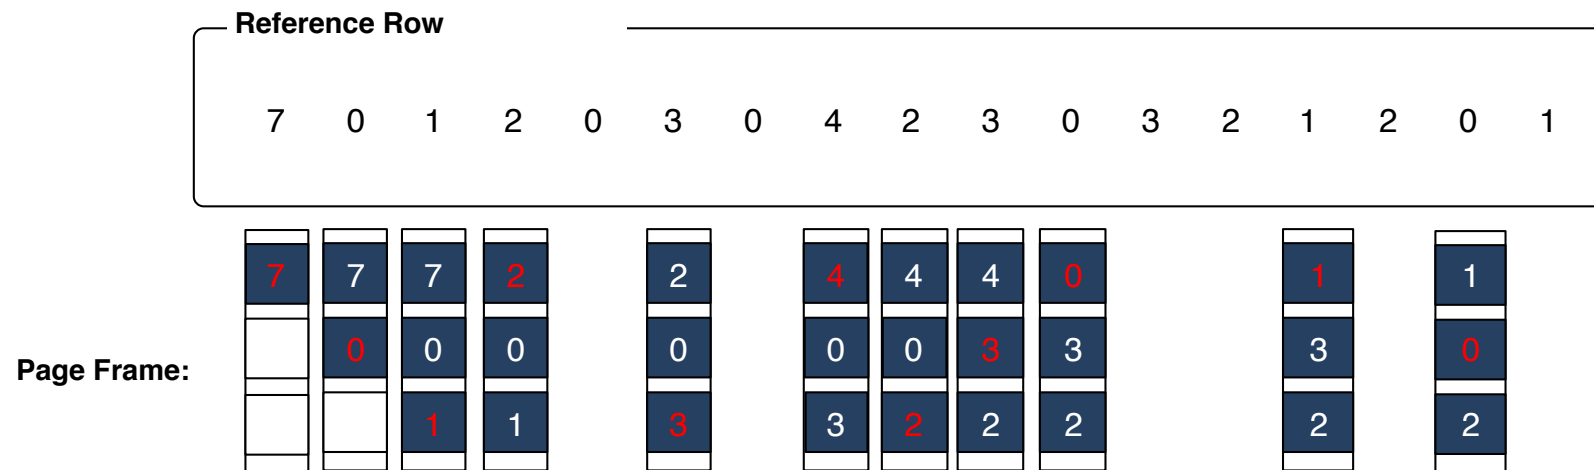 Reference Row
7 0 1 2 0 3 0 4 2 3 0 3 2 1 2 0 1
7 7 7 2 2 4 4 4 0 1 1
Page Frame: 0 0 0 0 0 0 3 3 3 0
1 1 3 3 2 2 2 2 2